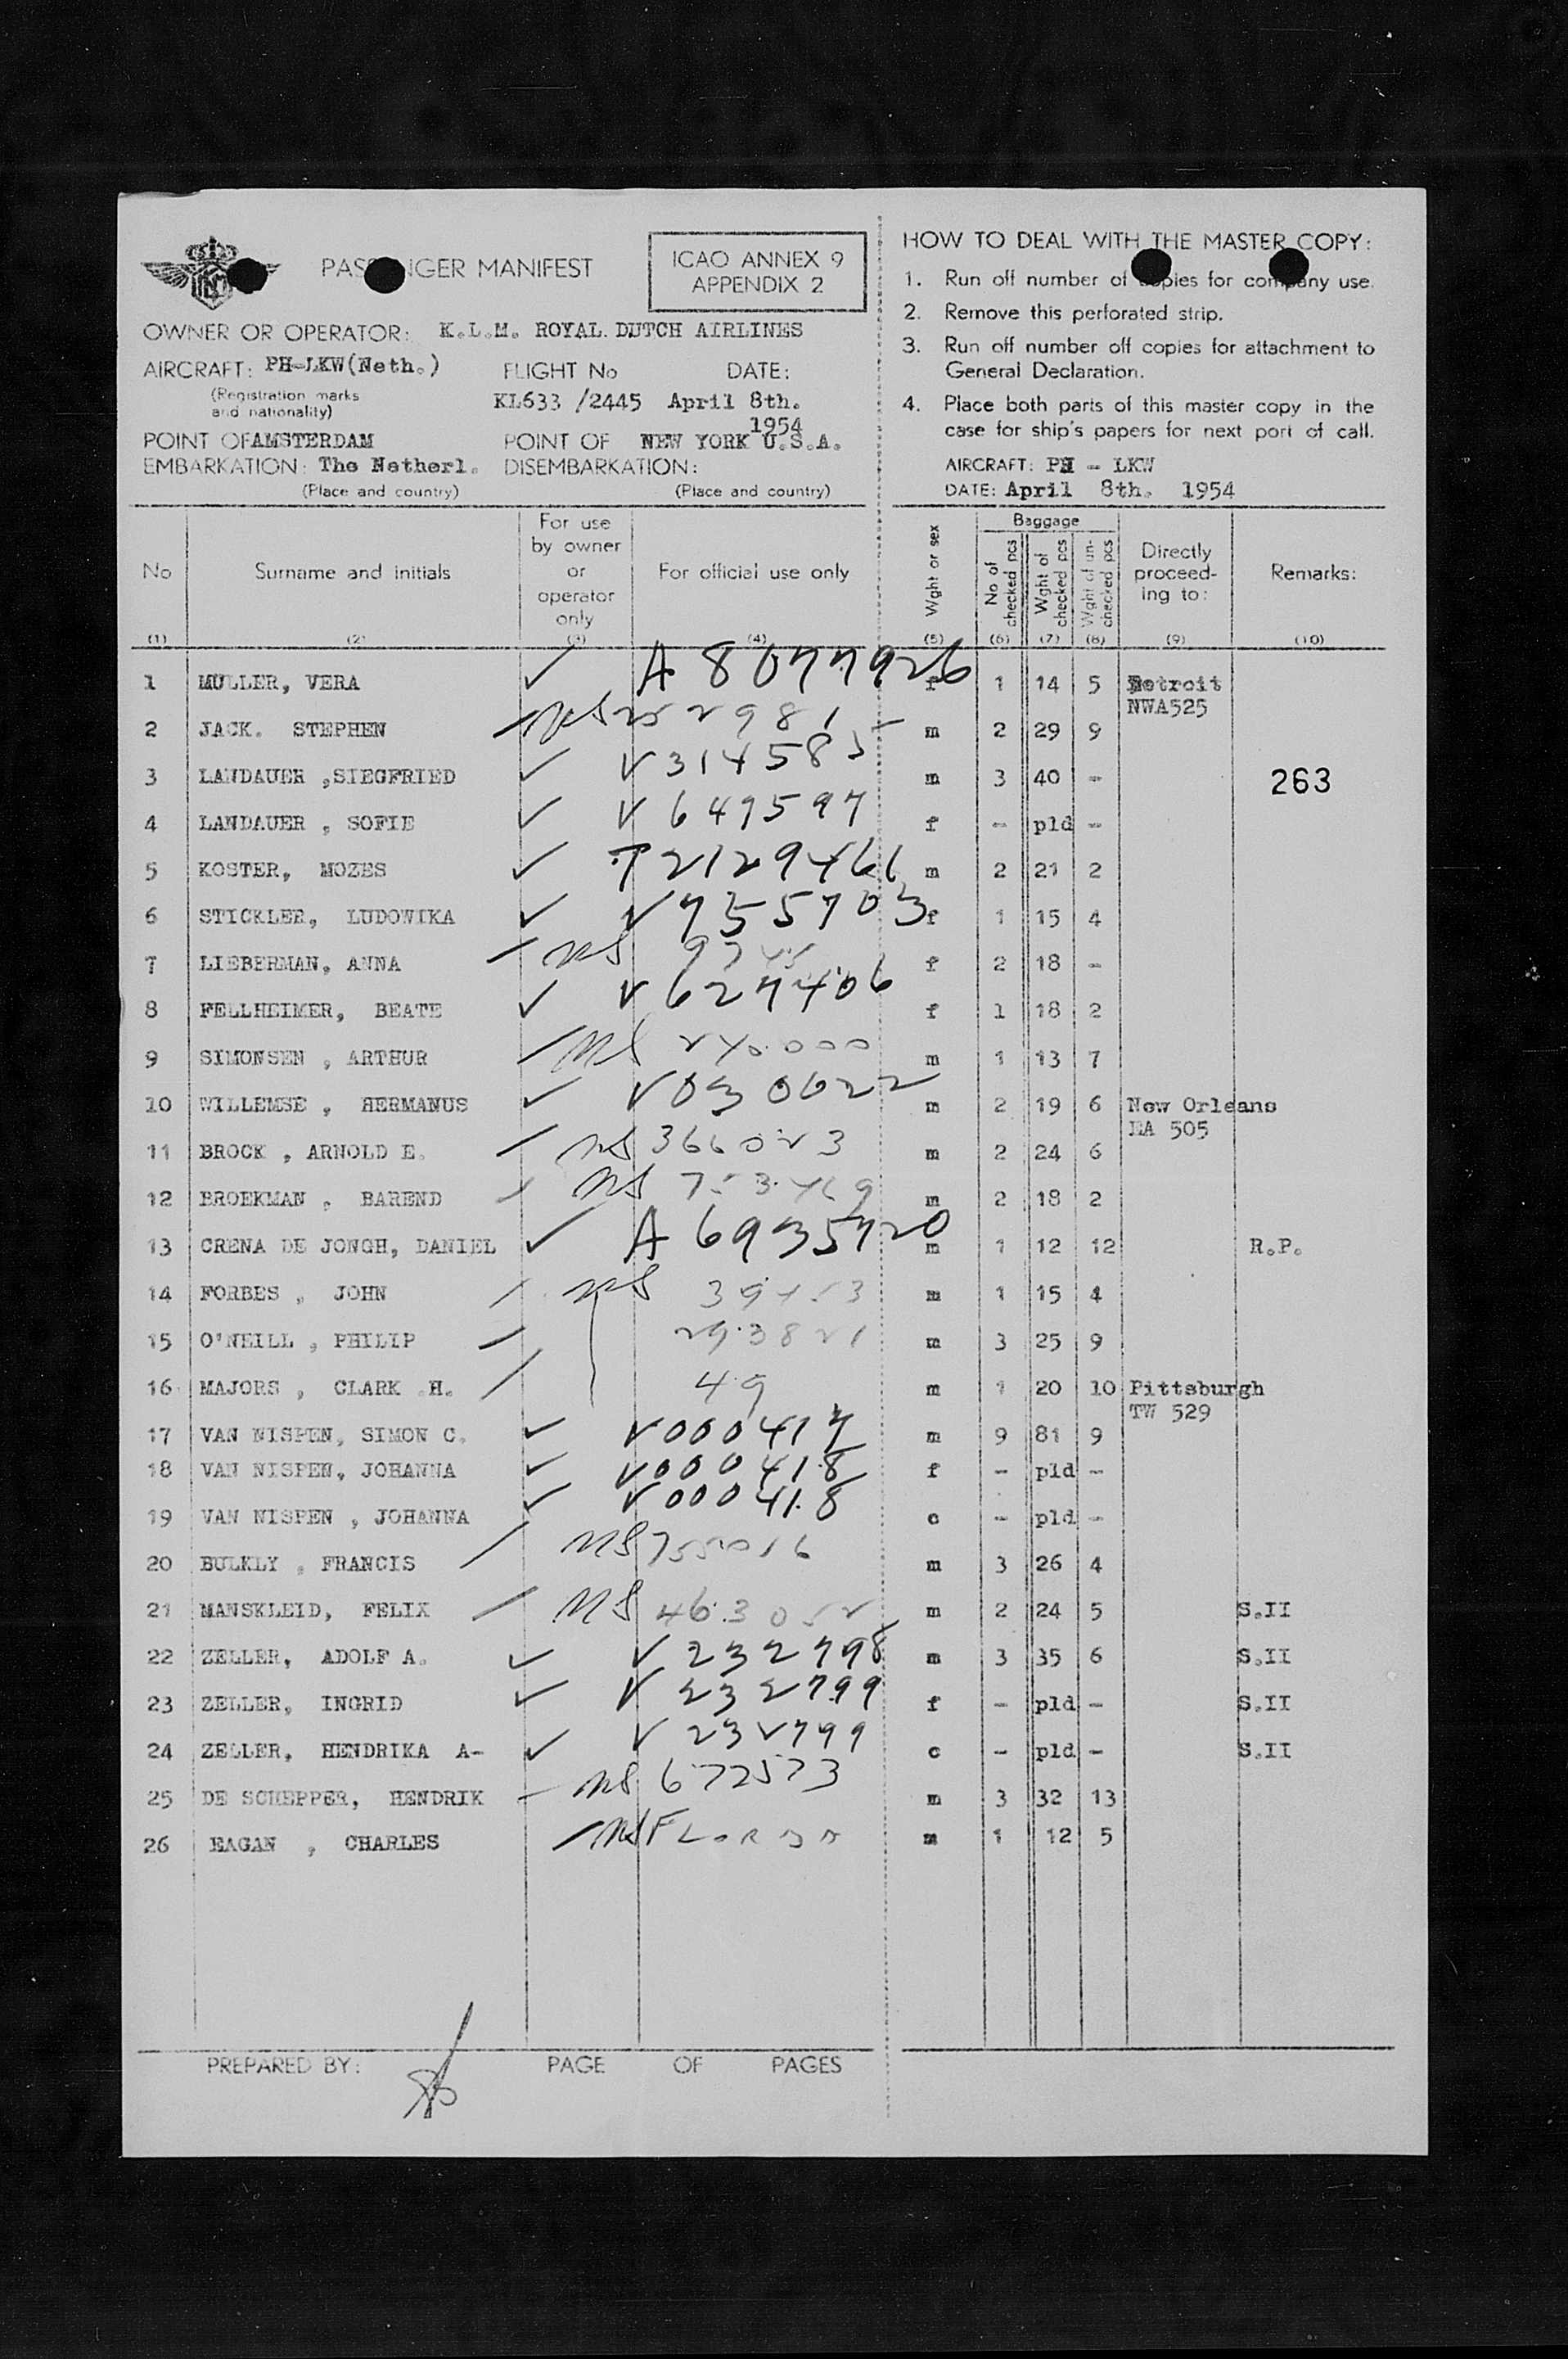 PASSENGER MANIFEST
ICAO ANNEX 9
APPENDIX 2
OWNER OR OPERATOR: K.L.M. ROYAL DUTCH AIRLINES
AIRCRAFT: PH-LKW(Neth.) FLIGHT No DATE:
(Registration marks and nationality) KL633 /2445 April 8th. 1954
POINT OF AMSTERDAM POINT OF NEW YORK U.S.A.
EMBARKATION: The Netherl. DISEMBARKATION:
(Place and country) (Place and country)
HOW TO DEAL WITH THE MASTER COPY:
1. Run off number of copies for company use.
2. Remove this perforated strip.
3. Run off number off copies for attachment to
General Declaration.
4. Place both parts of this master copy in the
case for ship's papers for next port of call.
AIRCRAFT: PH - LKW
DATE: April 8th. 1954
No Surname and initials For use by owner or operator only For official use only Wght or sex Baggage No of checked pcs Wght of checked pcs Wght of un-checked pcs Directly proceed-ing to: Remarks:
(1) (2) (3) (4) (5) (6) (7) (8) (9) (10)
1 MULLER, VERA ✓ A 8077926 f 1 14 5 Detroit
NWA525
2 JACK. STEPHEN m 2 29 9
3 LANDAUER ,SIEGFRIED ✓ V 314585 m 3 40 -
263
4 LANDAUER , SOFIE ✓ V 647597 f - pld -
5 KOSTER, MOZES ✓ T 2129461 m 2 21 2
6 STICKLER, LUDOWIKA ✓ V 755703 f 1 15 4
7 LIEBERMAN, ANNA f 2 18 -
8 FELLHEIMER, BEATE ✓ V 627406 f 1 18 2
9 SIMONSEN , ARTHUR m 1 13 7
10 WILLEMSE , HERMANUS ✓ V 030022 m 2 19 6 New Orleans
EA 505
11 BROCK , ARNOLD E. m 2 24 6
12 BROEKMAN , BAREND m 2 18 2
13 CRENA DE JONGH, DANIEL ✓ A 6935720 m 1 12 12 R.P.
14 FORBES , JOHN m 1 15 4
15 O'NEILL , PHILIP m 3 25 9
16 MAJORS , CLARK H. 49 m 1 20 10 Pittsburgh
TW 529
17 VAN NISPEN, SIMON C. ✓ V 000417 m 9 81 9
18 VAN NISPEN, JOHANNA ✓ V 000418 f - pld -
19 VAN NISPEN , JOHANNA ✓ V 000418 c - pld -
20 BULKLY , FRANCIS m 3 26 4
21 MANSKLEID, FELIX m 2 24 5 S.II
22 ZELLER, ADOLF A. ✓ V 232798 m 3 35 6 S.II
23 ZELLER, INGRID ✓ V 232799 f - pld - S.II
24 ZELLER, HENDRIKA A- ✓ V 232799 c - pld - S.II
25 DE SCHEPPER, HENDRIK 672573 m 3 32 13
26 EAGAN , CHARLES m 1 12 5
PREPARED BY: PAGE OF PAGES